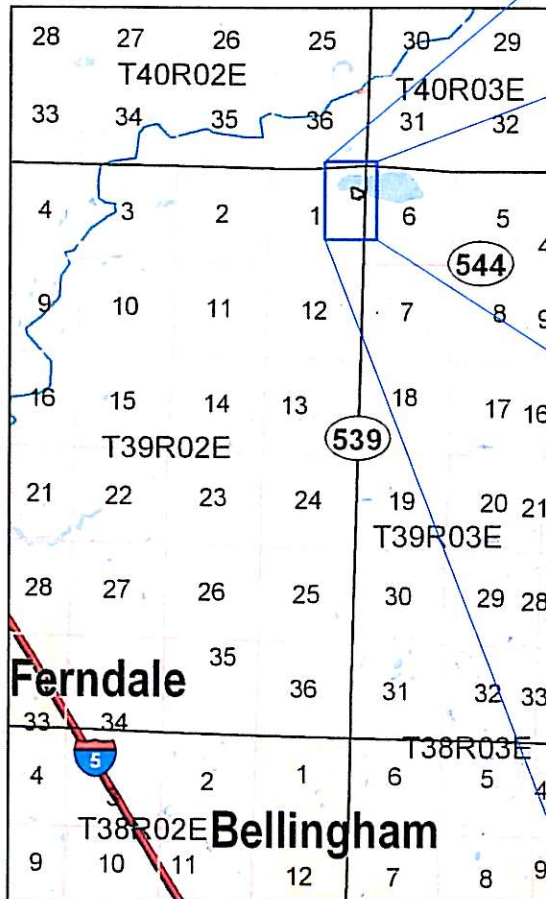 28 27 26 25 30 29
T40R02E T40R03E
33 34 35 36 31 32
4 3 2 1 6 5 4
544
9 10 11 12 7 8 9
16 15 14 13 18 17 16
T39R02E 539
21 22 23 24 19 20 21
T39R03E
28 27 26 25 30 29 28
35
Ferndale 36 31 32 33
33 34
T38R03E
5
4 3 2 1 6 5 4
T38R02E Bellingham
9 10 11 12 7 8 9